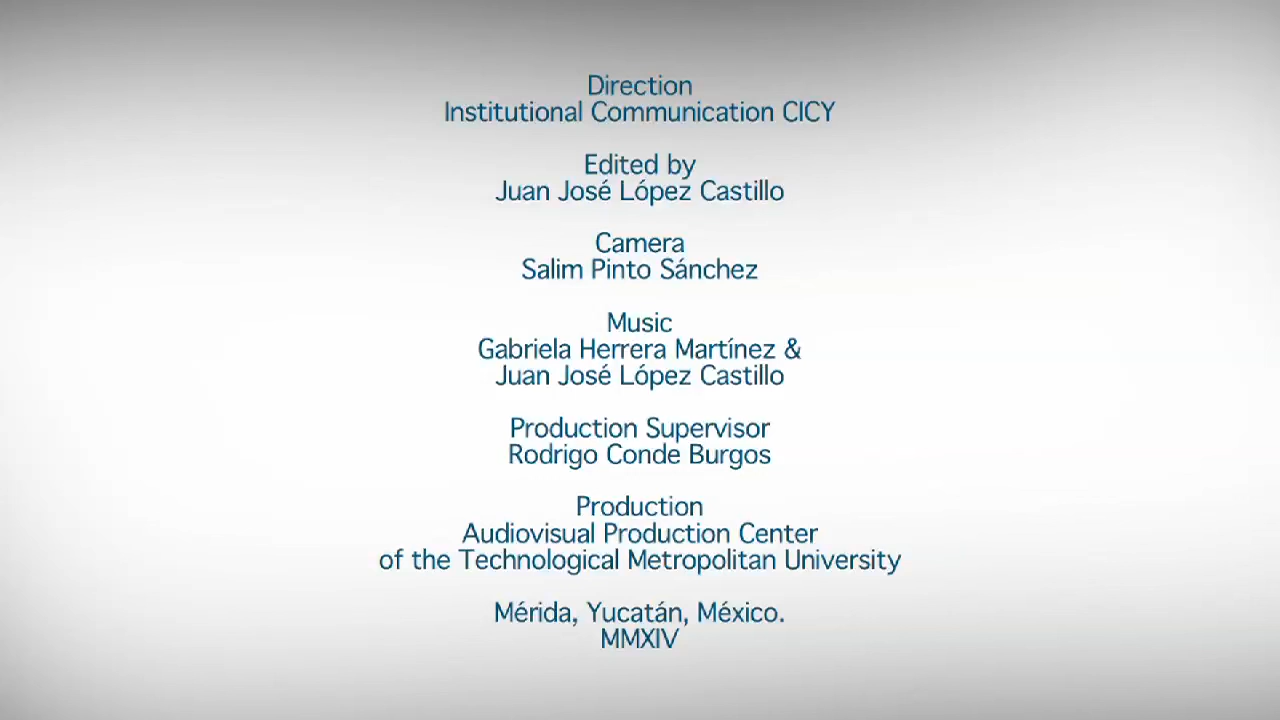 Direction
Institutional Communication CICY
Edited by
Juan José López Castillo
Camera
Salim Pinto Sánchez
Music
Gabriela Herrera Martínez &
Juan José López Castillo
Production Supervisor
Rodrigo Conde Burgos
Production
Audiovisual Production Center
of the Technological Metropolitan University
Mérida, Yucatán, México.
MMXIV